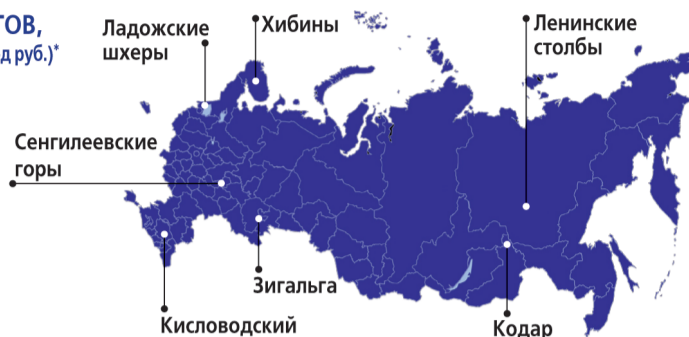 ТОВ,
д руб.)*
Ладожские
шхеры
Хибины
Ленинские
столбы
Сенгилеевские
горы
Зигальга
Кисловодский
Кодар